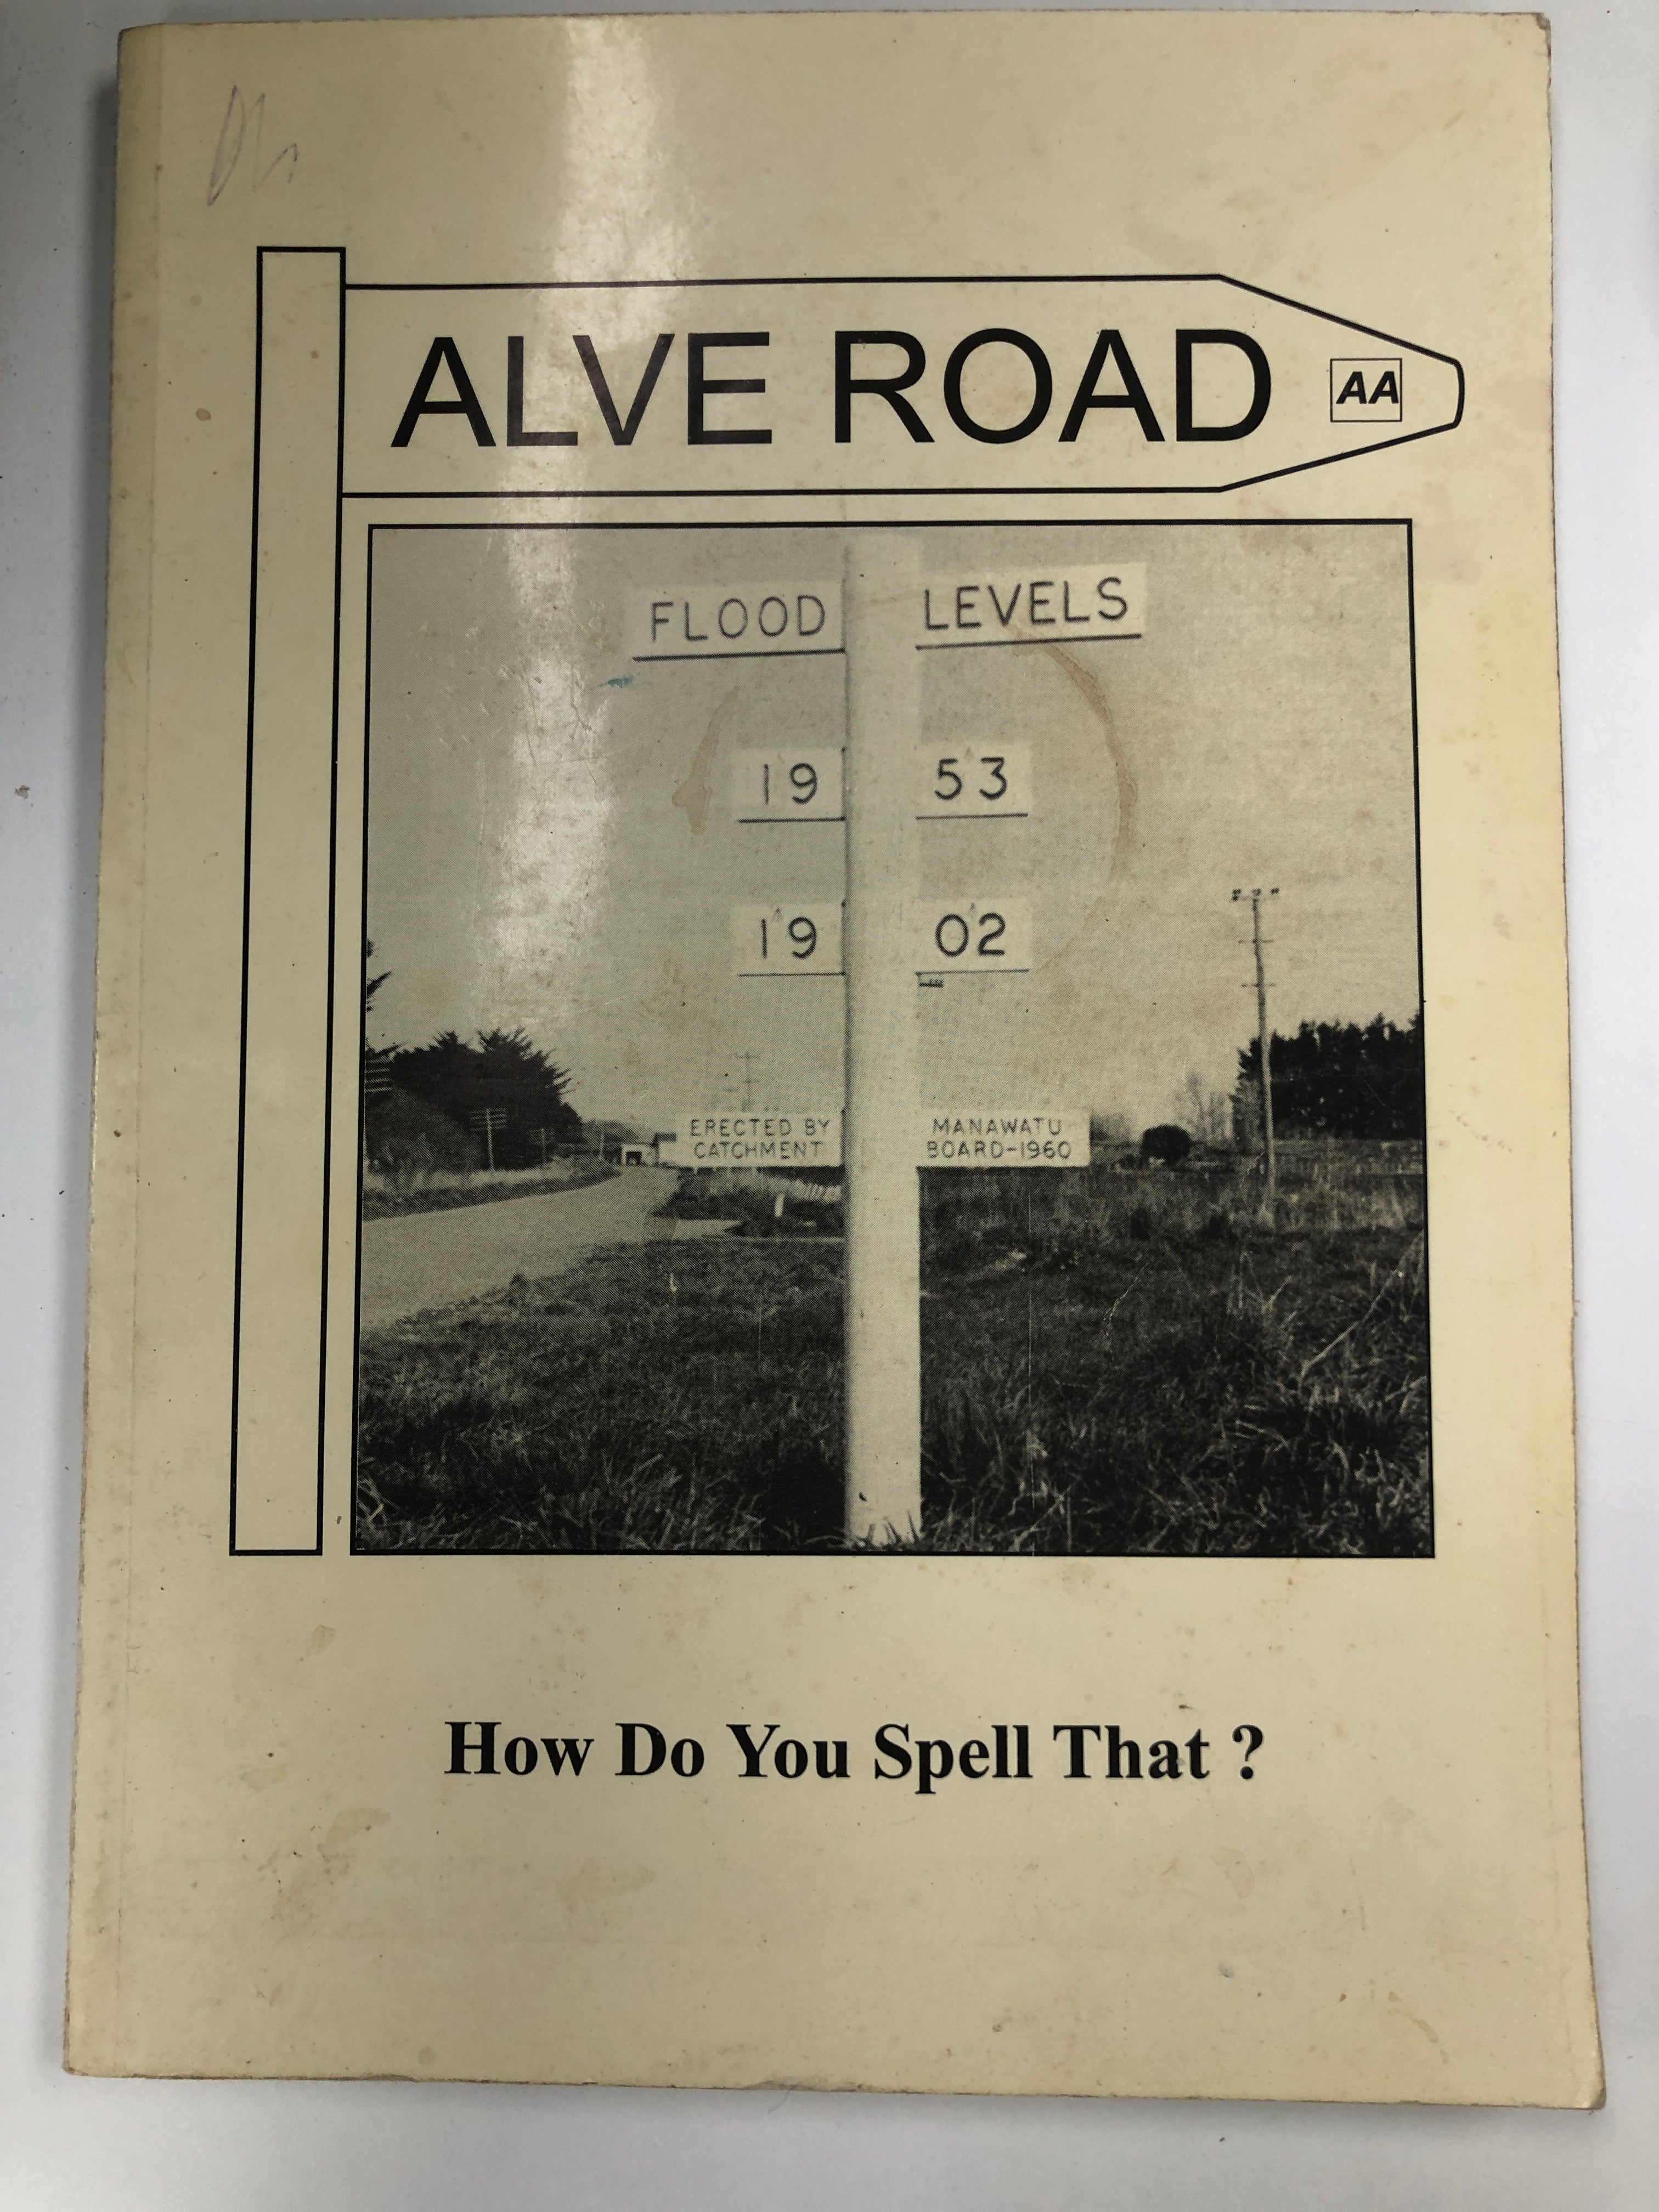 ALVE ROAD AA
FLOOD LEVELS
19 53
19 02
ERECTED BY MANAWATU
CATCHMENT BOARD-1960
How Do You Spell That ?